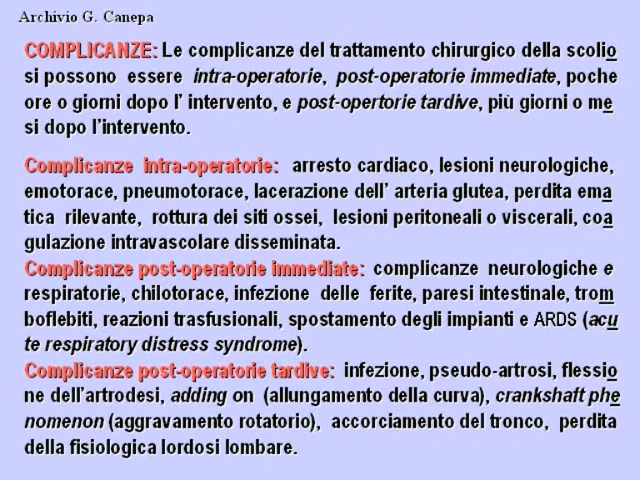 Archivio G. Canepa
COMPLICANZE: Le complicanze del trattamento chirurgico della scolio
si possono essere intra-operatorie, post-operatorie immediate, poche
ore o giorni dopo l' intervento, e post-opertorie tardive, più giorni o me
si dopo l'intervento.
Complicanze intra-operatorie: arresto cardiaco, lesioni neurologiche,
emotorace, pneumotorace, lacerazione dell' arteria glutea, perdita ema
tica rilevante, rottura dei siti ossei, lesioni peritoneali o viscerali, coa
gulazione intravascolare disseminata.
Complicanze post-operatorie immediate: complicanze neurologiche e
respiratorie, chilotorace, infezione delle ferite, paresi intestinale, trom
boflebiti, reazioni trasfusionali, spostamento degli impianti e ARDS (acu
te respiratory distress syndrome).
Complicanze post-operatorie tardive: infezione, pseudo-artrosi, flessio
ne dell'artrodesi, adding on (allungamento della curva), crankshaft phe
nomenon (aggravamento rotatorio), accorciamento del tronco, perdita
della fisiologica lordosi lombare.